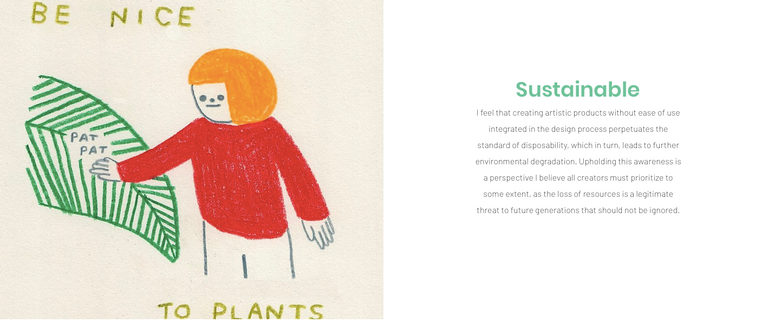 BE NICE
PAT
PAT
TO PLANTS
Sustainable
I feel that creating artistic products without ease of use
integrated in the design process perpetuates the
standard of disposability, which in turn, leads to further
environmental degradation. Upholding this awareness is
a perspective I believe all creators must prioritize to
some extent, as the loss of resources is a legitimate
threat to future generations that should not be ignored.